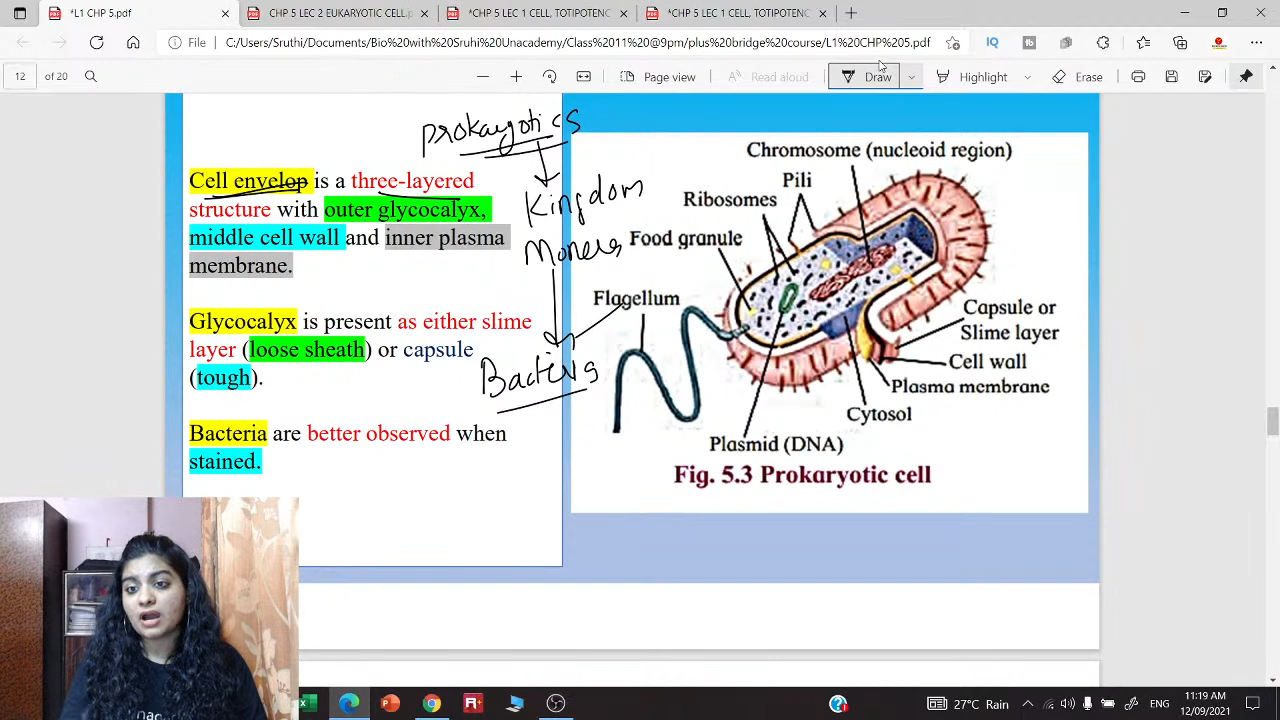 *L1 CHP 5.pdf
CHP5 LEC 2 EUKARYOTIC CELL.p
*CHP 5 LEC 1 CELL TOTIPOTENC
*CHP 5 LEC 1 CELL TOTIPOTENC
File
C:/Users/Sruthi/Documents/Bio%20with%20Sruhi%20Unacademy/Class%2011%20@9pm/plus%20bridge%20course/L1%20CHP%205.pdf
12 of 20
Page view
Read aloud
Draw
Highlight
Erase
prokaryotics
Kingdom
Bacteria
Cell envelop is a three-layered
structure with outer glycocalyx,
middle cell wall and inner plasma
membrane.
Glycocalyx is present as either slime
layer (loose sheath) or capsule
(tough).
Bacteria are better observed when
stained.
Chromosome (nucleoid region)
Pili
Ribosomes
Food granule
Flagellum
Capsule or
Slime layer
Cell wall
Plasma membrane
Cytosol
Plasmid (DNA)
Fig. 5.3 Prokaryotic cell
27°C Rain
ENG
11:19 AM
12/09/2021